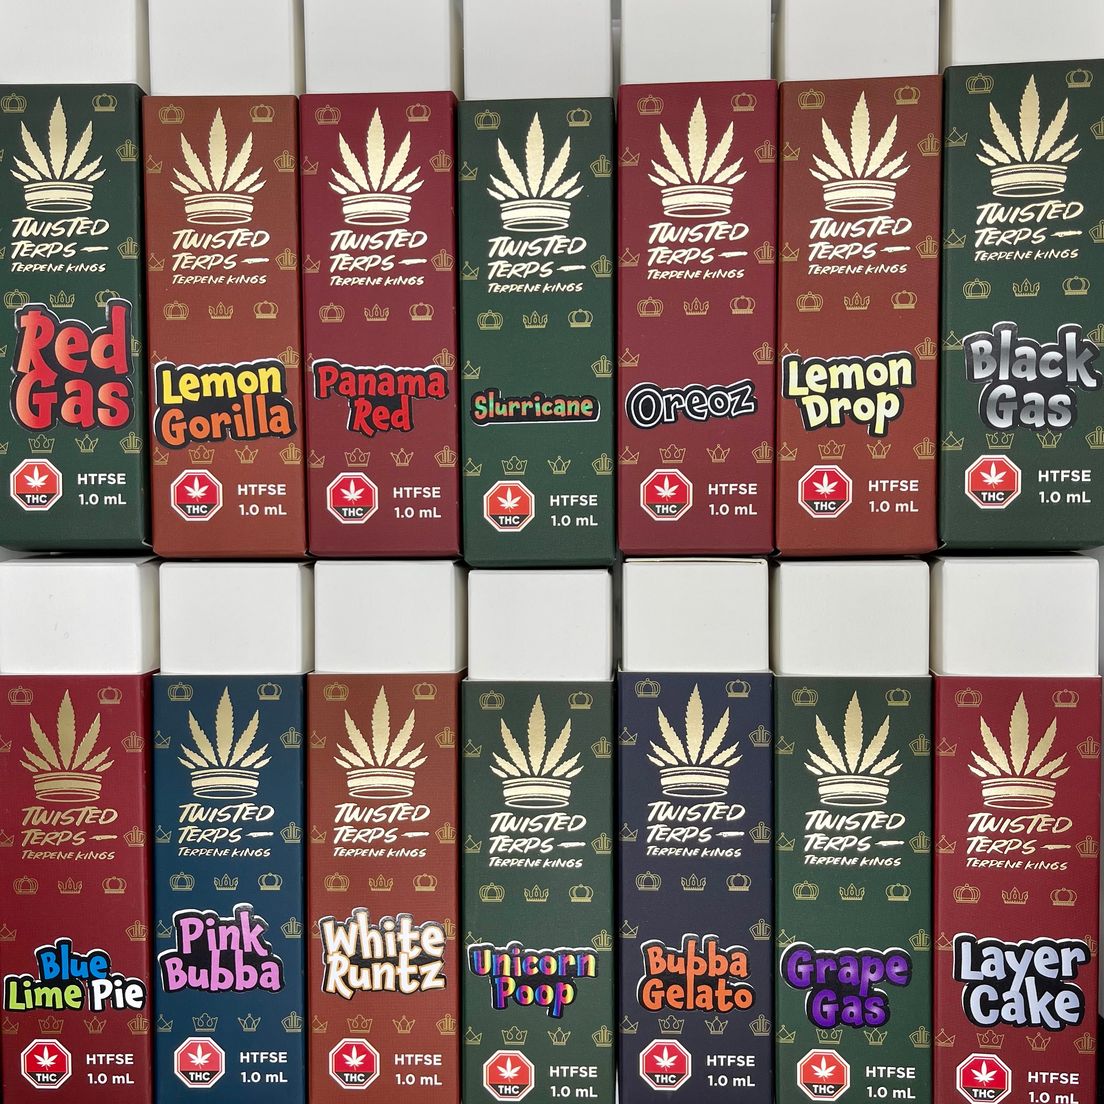 TWISTED
TERPS
TERPENE KINGS
Red
Gas
THC
HTFSE
1.0 mL
TWISTED
TERPS
TERPENE KINGS
Lemon
Gorilla
THC
HTFSE
1.0 mL
TWISTED
TERPS
TERPENE KINGS
Panama
Red
THC
HTFSE
1.0 mL
TWISTED
TERPS
TERPENE KINGS
Slurricane
THC
HTFSE
1.0 mL
TWISTED
TERPS
TERPENE KINGS
Oreoz
THC
HTFSE
1.0 mL
TWISTED
TERPS
TERPENE KINGS
Lemon
Drop
THC
HTFSE
1.0 mL
TWISTED
TERPS
TERPENE KINGS
Black
Gas
THC
HTFSE
1.0 mL
TWISTED
TERPS
TERPENE KINGS
Blue
Lime Pie
THC
HTFSE
1.0 mL
TWISTED
TERPS
TERPENE KINGS
Pink
Bubba
THC
HTFSE
1.0 mL
TWISTED
TERPS
TERPENE KINGS
White
Runtz
THC
HTFSE
1.0 mL
TWISTED
TERPS
TERPENE KINGS
Unicorn
Poop
THC
HTFSE
1.0 mL
TWISTED
TERPS
TERPENE KINGS
Bubba
Gelato
THC
HTFSE
1.0 mL
TWISTED
TERPS
TERPENE KINGS
Grape
Gas
THC
HTFSE
1.0 mL
TWISTED
TERPS
TERPENE KINGS
Layer
Cake
THC
HTFSE
1.0 mL